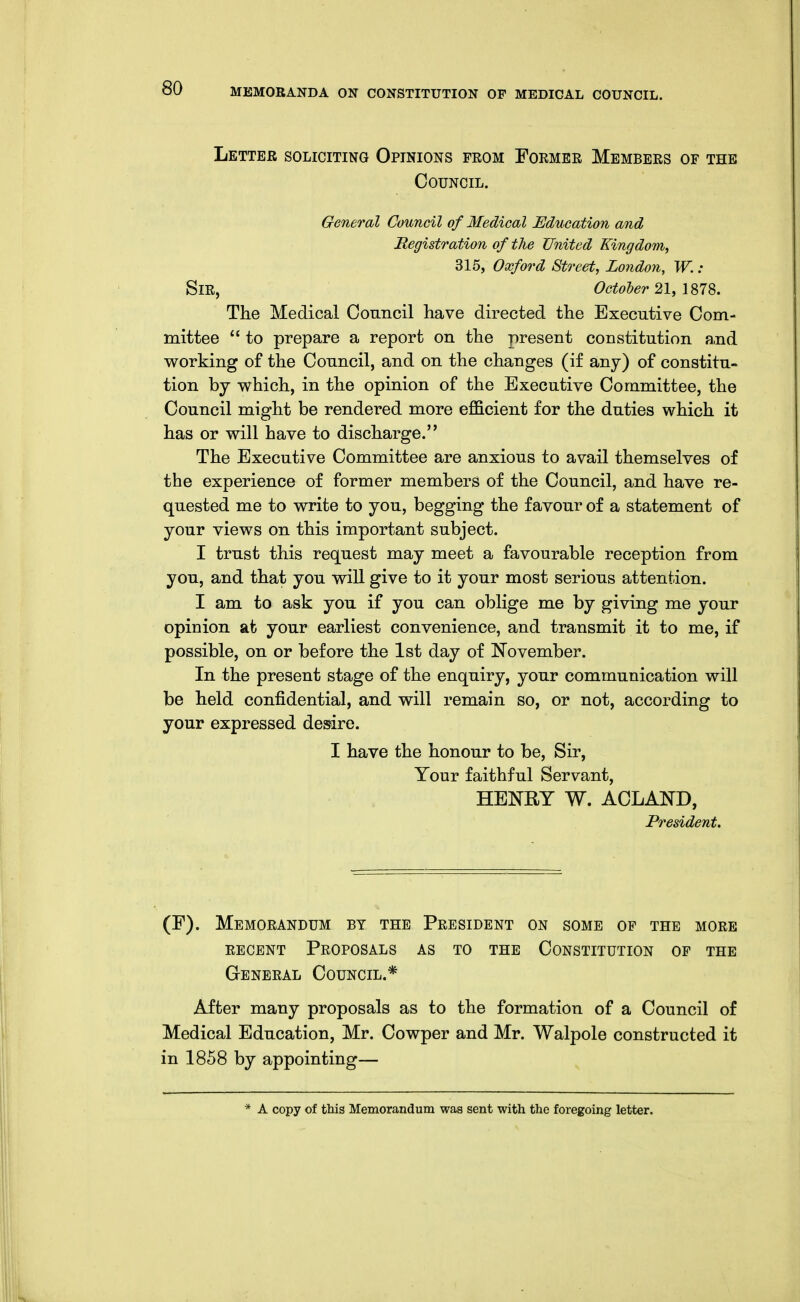 80 MEMORANDA ON CONSTITUTION OF MEDICAL COUNCIL.
LETTER SOLICITING OPINIONS FROM FORMER MEMBERS OF THE
COUNCIL.
General Council of Medical Education and
Registration of the United Kingdom,
315, Oxford Street, London, W.:
SIR, October 21, 1878.
The Medical Council have directed the Executive Com-
mittee “ to prepare a report on the present constitution and
working of the Council, and on the changes (if any) of constitu-
tion by which, in the opinion of the Executive Committee, the
Council might be rendered more efficient for the duties which it
has or will have to discharge.”
The Executive Committee are anxious to avail themselves of
the experience of former members of the Council, and have re-
quested me to write to you, begging the favour of a statement of
your views on this important subject.
I trust this request may meet a favourable reception from
you, and that you will give to it your most serious attention.
I am to ask you if you can oblige me by giving me your
opinion at your earliest convenience, and transmit it to me, if
possible, on or before the 1st day of November.
In the present stage of the enquiry, your communication will
be held confidential, and will remain so, or not, according to
your expressed desire.
I have the honour to be, Sir,
Your faithful Servant,
HENRY W. ACLAND,
President.
(F). MEMORANDUM BY THE PRESIDENT ON SOME OF THE MORE
RECENT PROPOSALS AS TO THE CONSTITUTION OF THE
GENERAL COUNCIL.*
After many proposals as to the formation of a Council of
Medical Education, Mr. Cowper and Mr. Walpole constructed it
in 1858 by appointing—
* A copy of this Memorandum was sent with the foregoing letter.